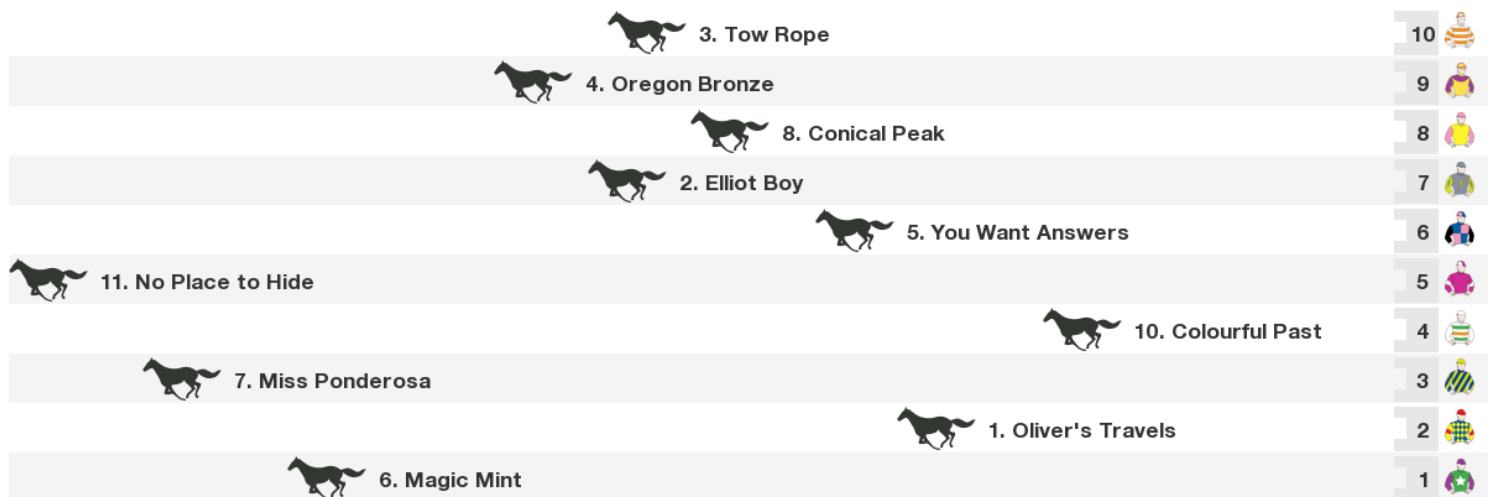 3. Tow Rope 10
4. Oregon Bronze 9
8. Conical Peak 8
2. Elliot Boy 7
5. You Want Answers 6
11. No Place to Hide 5
10. Colourful Past 4
7. Miss Ponderosa 3
1. Oliver's Travels 2
6. Magic Mint 1